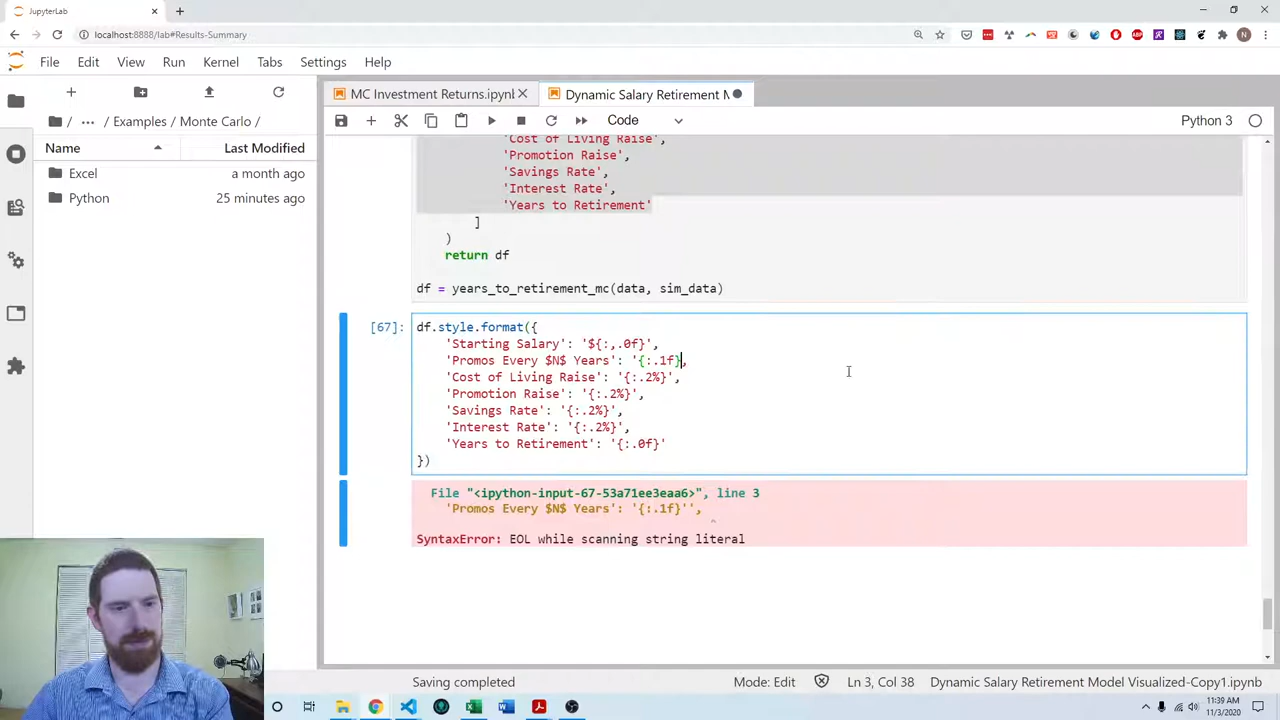 JupyterLab
localhost:8888/lab#Results-Summary
File Edit View Run Kernel Tabs Settings Help
MC Investment Returns.ipynb
Dynamic Salary Retirement M
/ ... / Examples / Monte Carlo /
Code
Python 3
Name Last Modified
Excel a month ago
Python 25 minutes ago
'Cost of Living Raise',
'Promotion Raise',
'Savings Rate',
'Interest Rate',
'Years to Retirement'
]
)
return df
df = years_to_retirement_mc(data, sim_data)
[67]:
df.style.format({
'Starting Salary': '${:,.0f}',
'Promos Every $N$ Years': '{:.1f},
'Cost of Living Raise': '{:.2%}',
'Promotion Raise': '{:.2%}',
'Savings Rate': '{:.2%}',
'Interest Rate': '{:.2%}',
'Years to Retirement': '{:.0f}'
})
File "<ipython-input-67-53a71ee3eaa6>", line 3
'Promos Every $N$ Years': '{:.1f}'',
^
SyntaxError: EOL while scanning string literal
Saving completed
Mode: Edit
Ln 3, Col 38
Dynamic Salary Retirement Model Visualized-Copy1.ipynb
11:39 AM
11/3/2020